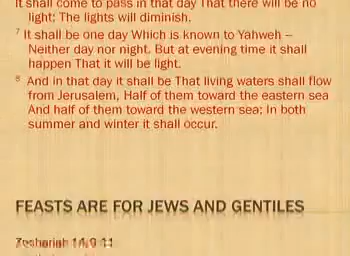 It shall come to pass in that day That there will be no
light; The lights will diminish.
7 It shall be one day Which is known to Yahweh –
Neither day nor night. But at evening time it shall
happen That it will be light.
8 And in that day it shall be That living waters shall flow
from Jerusalem, Half of them toward the eastern sea
And half of them toward the western sea; In both
summer and winter it shall occur.
FEASTS ARE FOR JEWS AND GENTILES
Zechariah 14:9-11